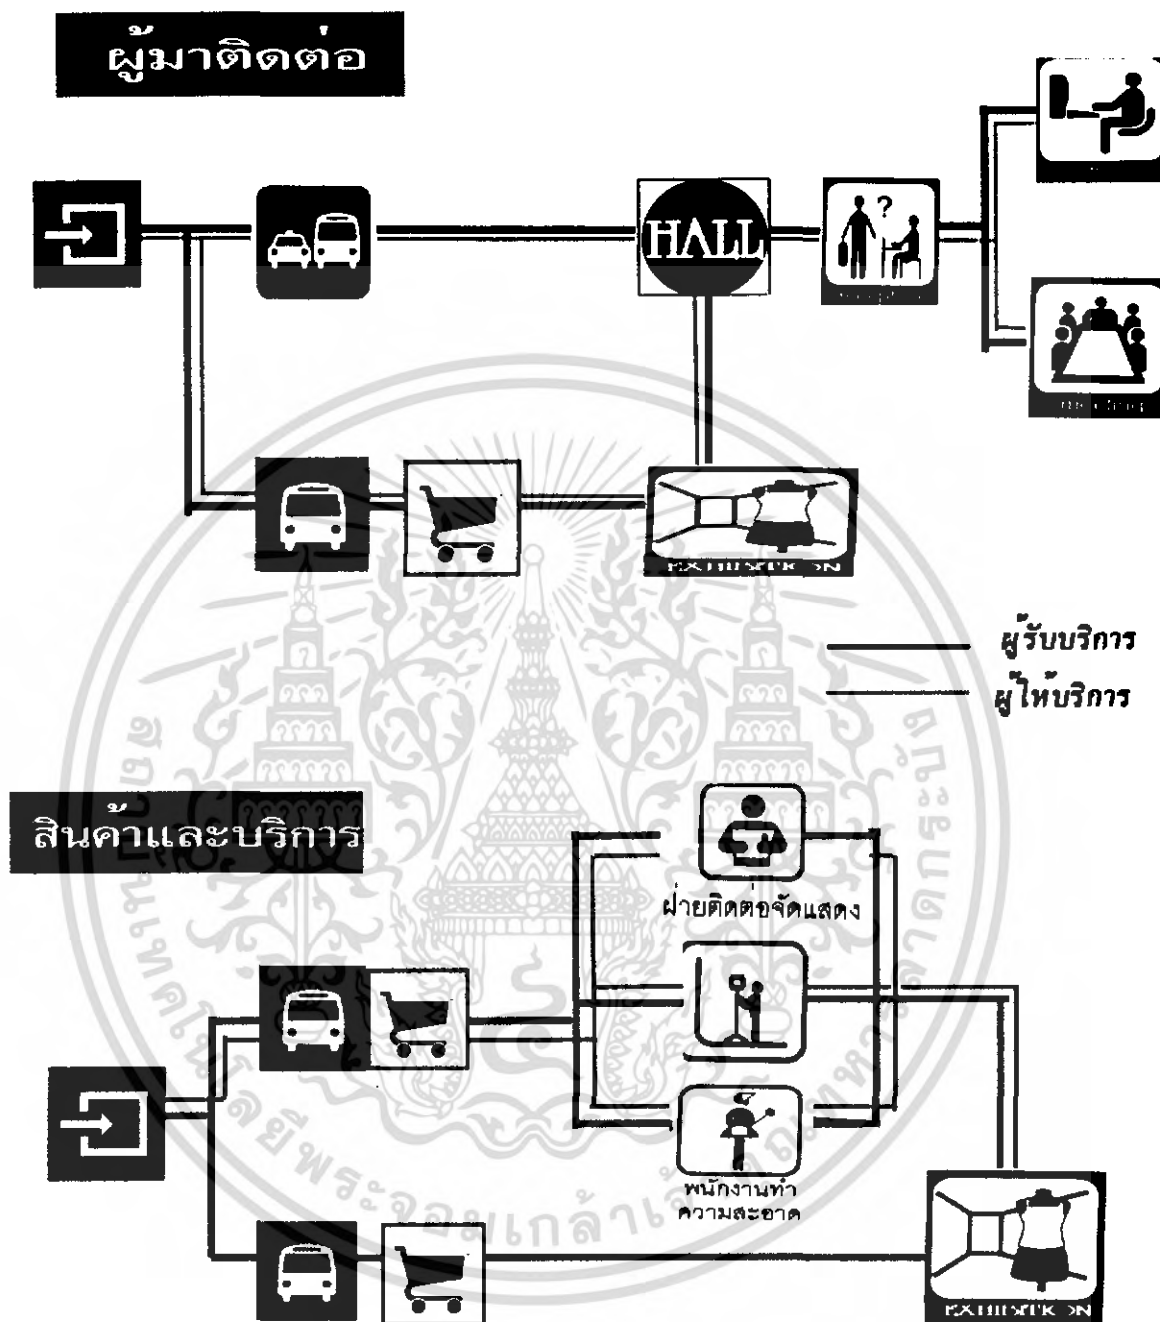 ผู้มาติดต่อ
HALL
?
EXHIBITION
ผู้รับบริการ
ผู้ให้บริการ
สินค้าและบริการ
ฝ่ายติดต่อจัดแสดง
พนักงานทำ
ความสะอาด
EXHIBITION